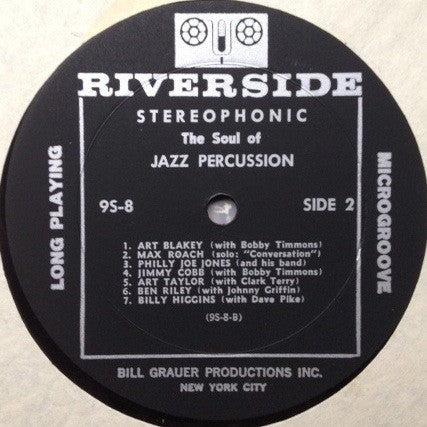 RIVERSIDE
STEREOPHONIC
The Soul of
JAZZ PERCUSSION
LONG PLAYING
MICROGROOVE
9S-8 SIDE 2
1. ART BLAKEY (with Bobby Timmons)
2. MAX ROACH (solo: "Conversation")
3. PHILLY JOE JONES (and his band)
4. JIMMY COBB (with Bobby Timmons)
5. ART TAYLOR (with Clark Terry)
6. BEN RILEY (with Johnny Griffin)
7. BILLY HIGGINS (with Dave Pike)
(9S-8-B)
BILL GRAUER PRODUCTIONS INC.
NEW YORK CITY